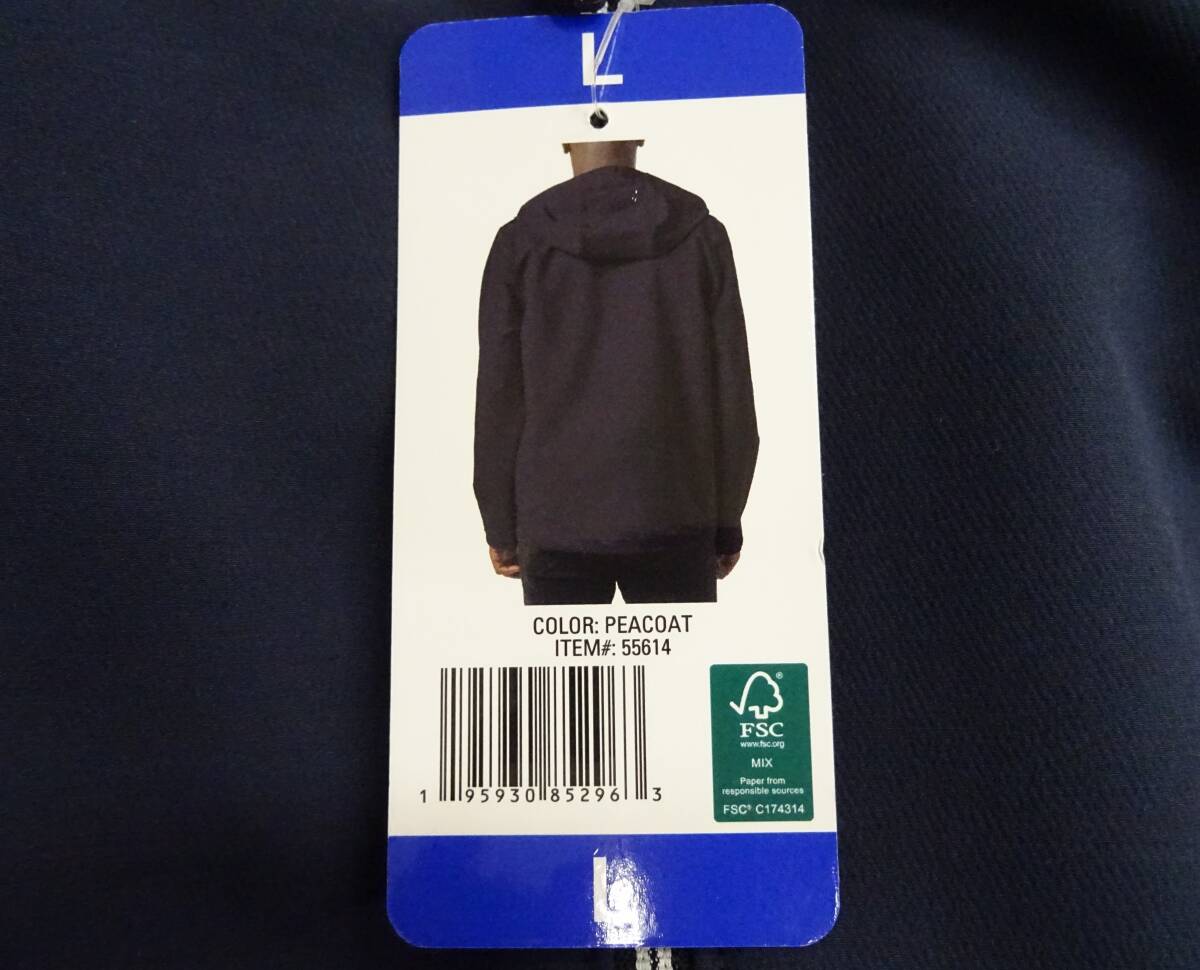 L
COLOR: PEACOAT
ITEM#: 55614
1 95930 85296 3
FSC®
www.fsc.org
MIX
Paper from
responsible sources
FSC® C174314
L